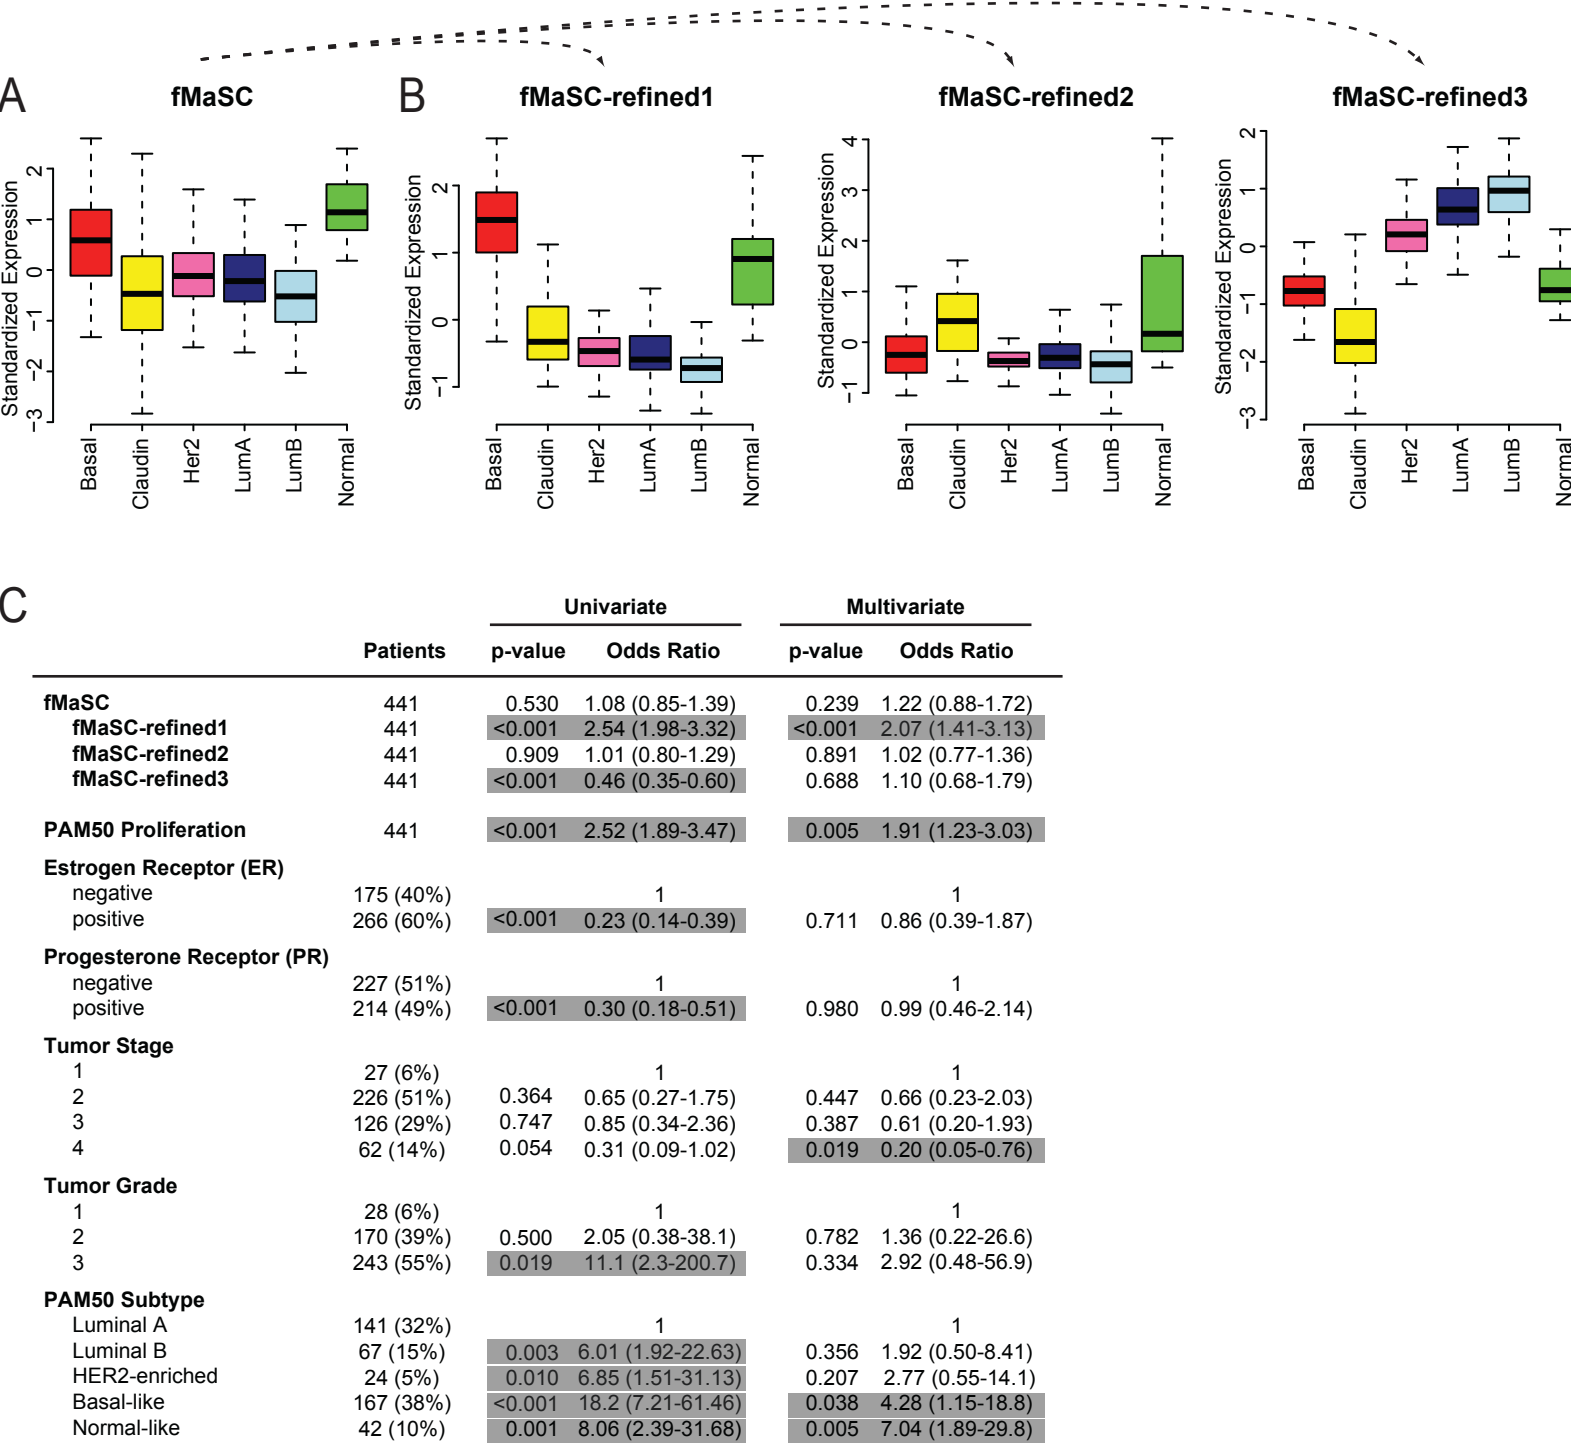 A
fMaSC
B
fMaSC-refined1
fMaSC-refined2
fMaSC-refined3
Standardized Expression
2
1
0
−1
−2
−3
Basal
Claudin
Her2
LumA
LumB
Normal
Standardized Expression
2
1
0
−1
Basal
Claudin
Her2
LumA
LumB
Normal
Standardized Expression
4
3
2
1
0
−1
Basal
Claudin
Her2
LumA
LumB
Normal
Standardized Expression
2
1
0
−1
−2
−3
Basal
Claudin
Her2
LumA
LumB
Normal
C
Univariate Multivariate
Patients p-value Odds Ratio p-value Odds Ratio
fMaSC 441 0.530 1.08 (0.85-1.39) 0.239 1.22 (0.88-1.72)
fMaSC-refined1 441 <0.001 2.54 (1.98-3.32) <0.001 2.07 (1.41-3.13)
fMaSC-refined2 441 0.909 1.01 (0.80-1.29) 0.891 1.02 (0.77-1.36)
fMaSC-refined3 441 <0.001 0.46 (0.35-0.60) 0.688 1.10 (0.68-1.79)
PAM50 Proliferation 441 <0.001 2.52 (1.89-3.47) 0.005 1.91 (1.23-3.03)
Estrogen Receptor (ER)
negative 175 (40%) 1 1
positive 266 (60%) <0.001 0.23 (0.14-0.39) 0.711 0.86 (0.39-1.87)
Progesterone Receptor (PR)
negative 227 (51%) 1 1
positive 214 (49%) <0.001 0.30 (0.18-0.51) 0.980 0.99 (0.46-2.14)
Tumor Stage
1 27 (6%) 1 1
2 226 (51%) 0.364 0.65 (0.27-1.75) 0.447 0.66 (0.23-2.03)
3 126 (29%) 0.747 0.85 (0.34-2.36) 0.387 0.61 (0.20-1.93)
4 62 (14%) 0.054 0.31 (0.09-1.02) 0.019 0.20 (0.05-0.76)
Tumor Grade
1 28 (6%) 1 1
2 170 (39%) 0.500 2.05 (0.38-38.1) 0.782 1.36 (0.22-26.6)
3 243 (55%) 0.019 11.1 (2.3-200.7) 0.334 2.92 (0.48-56.9)
PAM50 Subtype
Luminal A 141 (32%) 1 1
Luminal B 67 (15%) 0.003 6.01 (1.92-22.63) 0.356 1.92 (0.50-8.41)
HER2-enriched 24 (5%) 0.010 6.85 (1.51-31.13) 0.207 2.77 (0.55-14.1)
Basal-like 167 (38%) <0.001 18.2 (7.21-61.46) 0.038 4.28 (1.15-18.8)
Normal-like 42 (10%) 0.001 8.06 (2.39-31.68) 0.005 7.04 (1.89-29.8)